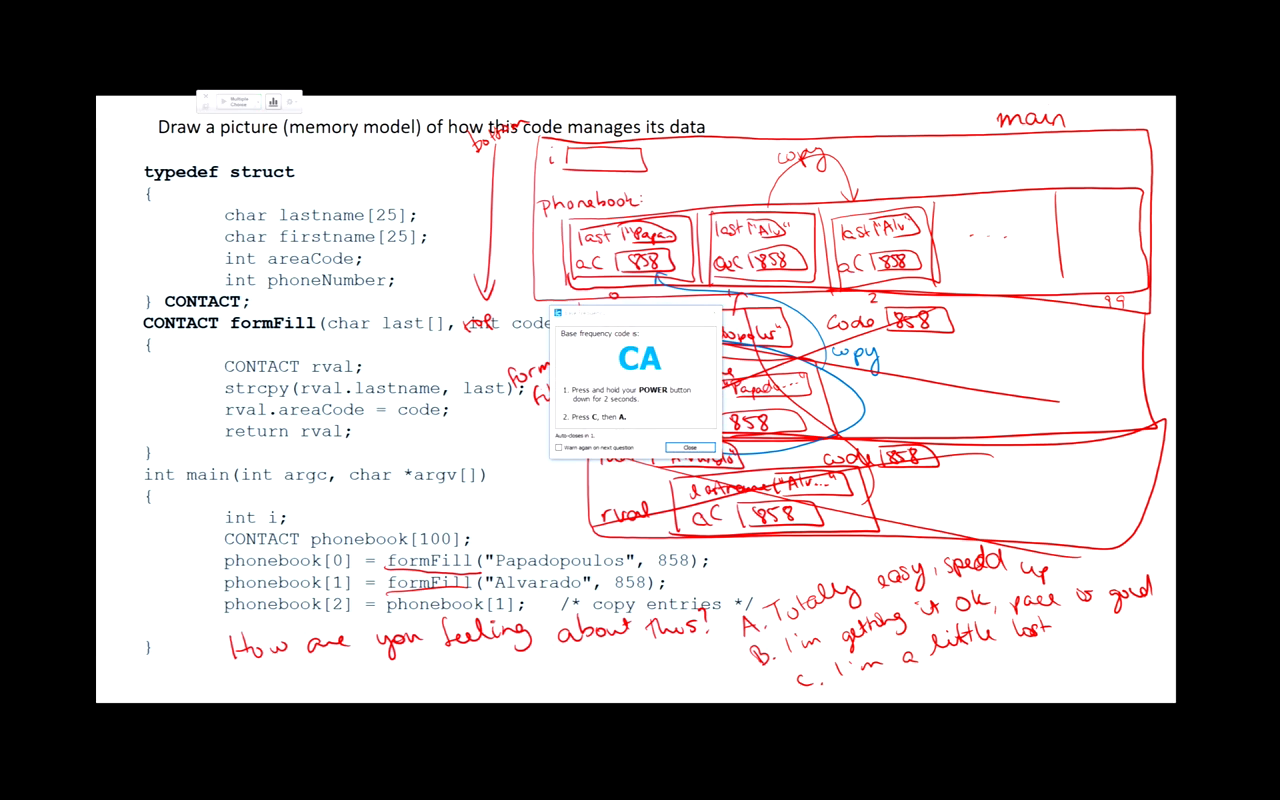 Multiple
Choice
Draw a picture (memory model) of how this code manages its data
main
bottom
i
copy
phonebook:
typedef struct
{
char lastname[25];
char firstname[25];
int areaCode;
int phoneNumber;
} CONTACT;
last "Papa
aC 858
last "Alv"
aC 858
last "Alv"
aC 858
....
0
2
99
CONTACT formFill(char last[], int code
top
code 858
copy
{
CONTACT rval;
strcpy(rval.lastname, last);
rval.areaCode = code;
return rval;
}
"Papad...."
858
Base frequency code is:
CA
1. Press and hold your POWER button
down for 2 seconds.
2. Press C, then A.
Auto-closes in 1.
Warn again on next question
Close
"Alvarado"
code 858
int main(int argc, char *argv[])
{
rval
lastname "Alv..."
aC 858
int i;
CONTACT phonebook[100];
phonebook[0] = formFill("Papadopoulos", 858);
phonebook[1] = formFill("Alvarado", 858);
phonebook[2] = phonebook[1]; /* copy entries */
}
How are you feeling about this?
A. Totally easy, speed up
B. I'm getting it OK, pace is good
C. I'm a little lost